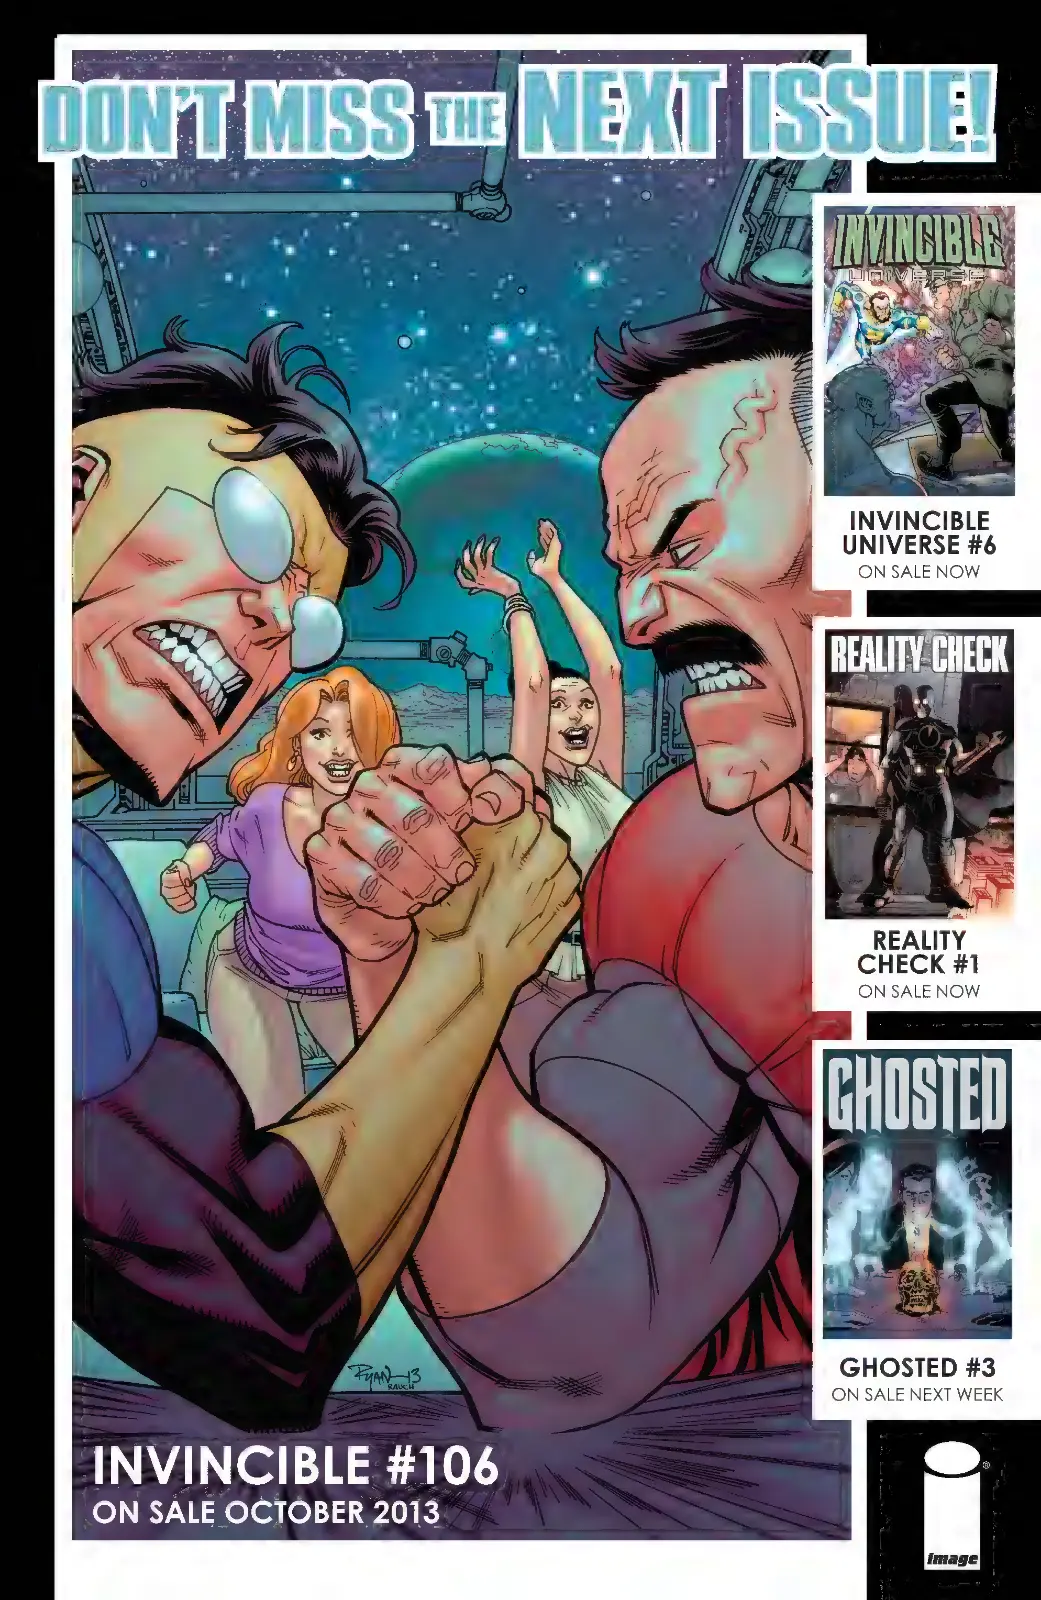 DON'T MISS THE NEXT ISSUE!
INVINCIBLE
UNIVERSE
INVINCIBLE
UNIVERSE #6
ON SALE NOW
REALITY CHECK
REALITY
CHECK #1
ON SALE NOW
GHOSTED
GHOSTED #3
ON SALE NEXT WEEK
RYAN 13
RAUCH
INVINCIBLE #106
ON SALE OCTOBER 2013
®
image